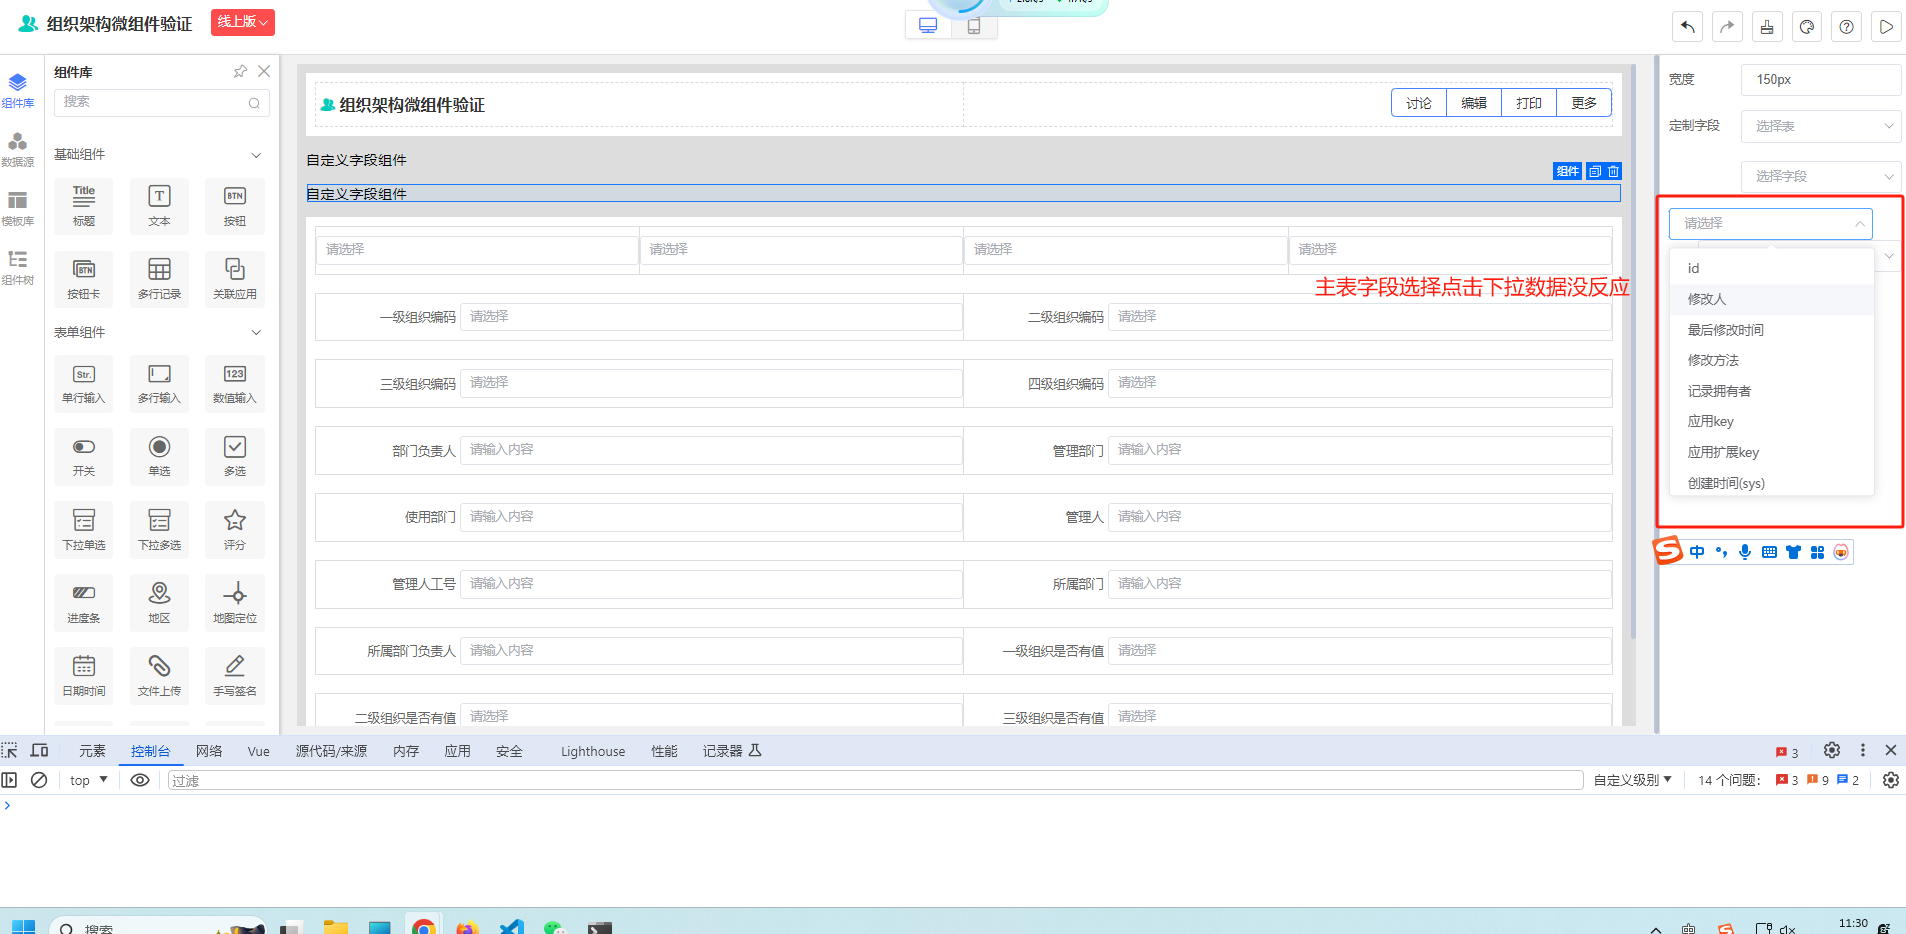 组织架构微组件验证
线上版
组件库
数据源
模板库
组件树
组件库
搜索
基础组件
Title
标题
T
文本
BTN
按钮
BTN
按钮卡
多行记录
关联应用
表单组件
Str.
单行输入
多行输入
123
数值输入
开关
单选
多选
下拉单选
下拉多选
评分
进度条
地区
地图定位
日期时间
文件上传
手写签名
组织架构微组件验证
讨论
编辑
打印
更多
自定义字段组件
组件
自定义字段组件
请选择
请选择
请选择
请选择
主表字段选择点击下拉数据没反应
一级组织编码
请选择
二级组织编码
请选择
三级组织编码
请选择
四级组织编码
请选择
部门负责人
请输入内容
管理部门
请输入内容
使用部门
请输入内容
管理人
请输入内容
管理人工号
请输入内容
所属部门
请输入内容
所属部门负责人
请输入内容
一级组织是否有值
请选择
二级组织是否有值
请选择
三级组织是否有值
请选择
宽度
150px
定制字段
选择表
选择字段
请选择
id
修改人
最后修改时间
修改方法
记录拥有者
应用key
应用扩展key
创建时间(sys)
中
元素
控制台
网络
Vue
源代码/来源
内存
应用
安全
Lighthouse
性能
记录器
3
top
过滤
自定义级别
14 个问题:
3
9
2
搜索
11:30